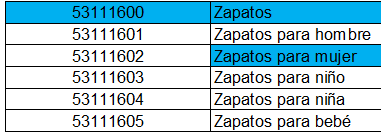 53111600 Zapatos
53111601 Zapatos para hombre
53111602 Zapatos para mujer
53111603 Zapatos para niño
53111604 Zapatos para niña
53111605 Zapatos para bebé